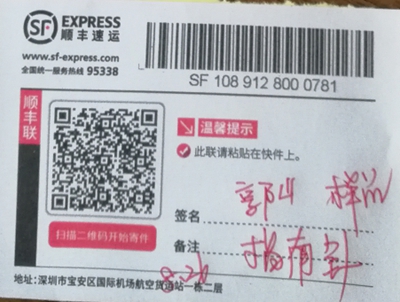 SF EXPRESS
顺丰速运
www.sf-express.com
全国统一服务热线 95338
SF 108 912 800 0781
顺丰联
温馨提示
此联请粘贴在快件上。
签名
样品
备注
指南针
扫描二维码开始寄件
8-26
地址:深圳市宝安区国际机场航空货运站一栋二层